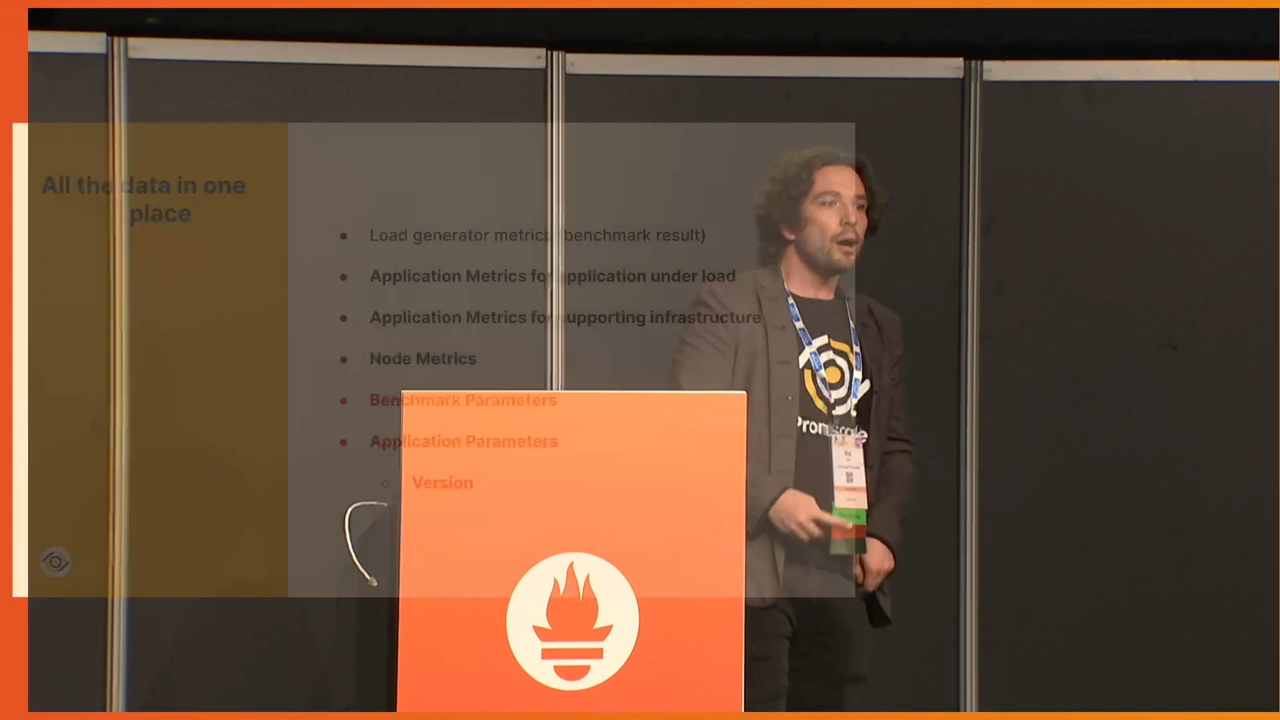 All the data in one
place
Load generator metrics (benchmark result)
Application Metrics for application under load
Application Metrics for supporting infrastructure
Node Metrics
Benchmark Parameters
Application Parameters
Version
Promscale